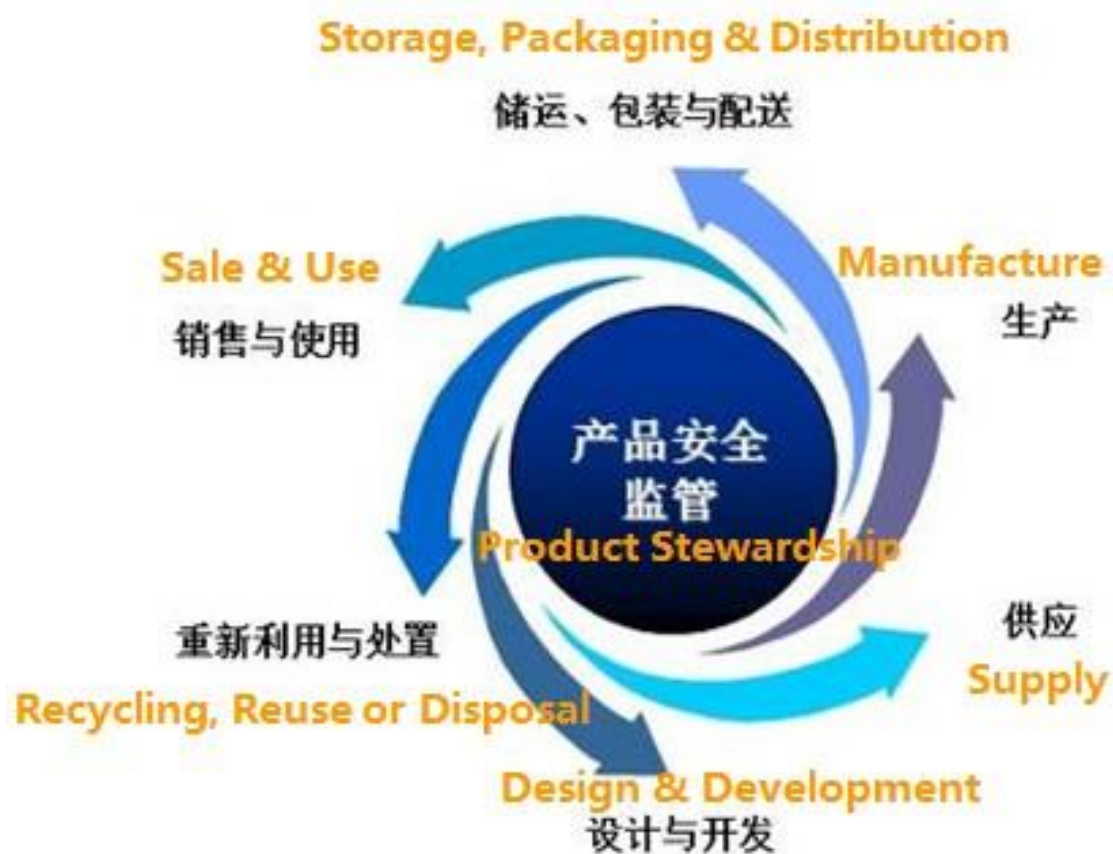 Storage, Packaging & Distribution
储运、包装与配送
Sale & Use
销售与使用
Manufacture
生产
产品安全
监管
Product Stewardship
重新利用与处置
Recycling, Reuse or Disposal
供应
Supply
Design & Development
设计与开发